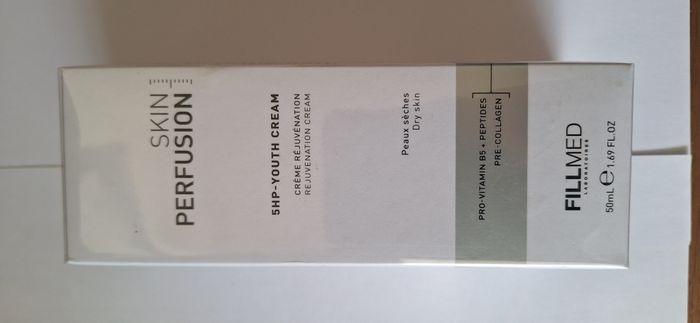 SKIN
PERFUSION
5HP-YOUTH CREAM
CRÈME RÉJUVÉNATION
REJUVENATION CREAM
Peaux sèches
Dry skin
PRO-VITAMIN B5 + PEPTIDES
PRE-COLLAGEN
FILLMED
LABORATOIRES
50mL ℮ 1.69 FL.OZ